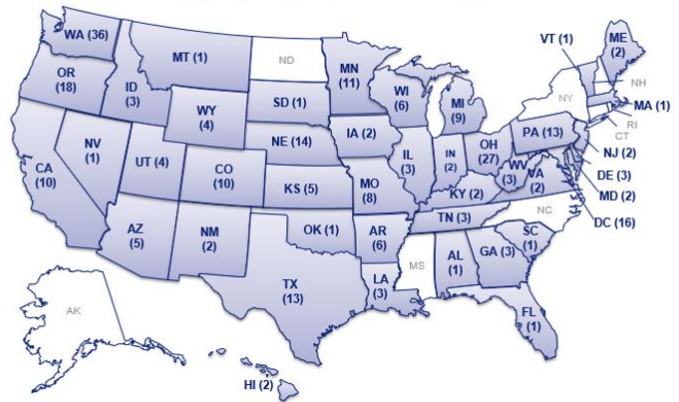 WA (36)
MT (1)
ND
MN
(11)
VT (1)
ME
(2)
OR
(18)
ID
(3)
WY
(4)
SD (1)
WI
(6)
MI
(9)
NY
NH
MA (1)
RI
CT
NV
(1)
UT (4)
CO
(10)
NE (14)
IA (2)
IL
(3)
IN
(2)
OH
(27)
PA (13)
NJ (2)
DE (3)
MD (2)
DC (16)
CA
(10)
KS (5)
MO
(8)
KY (2)
WV
(3)
VA
(2)
AZ
(5)
NM
(2)
OK (1)
AR
(6)
TN (3)
NC
SC
(1)
TX
(13)
LA
(3)
MS
AL
(1)
GA (3)
FL
(1)
AK
HI (2)